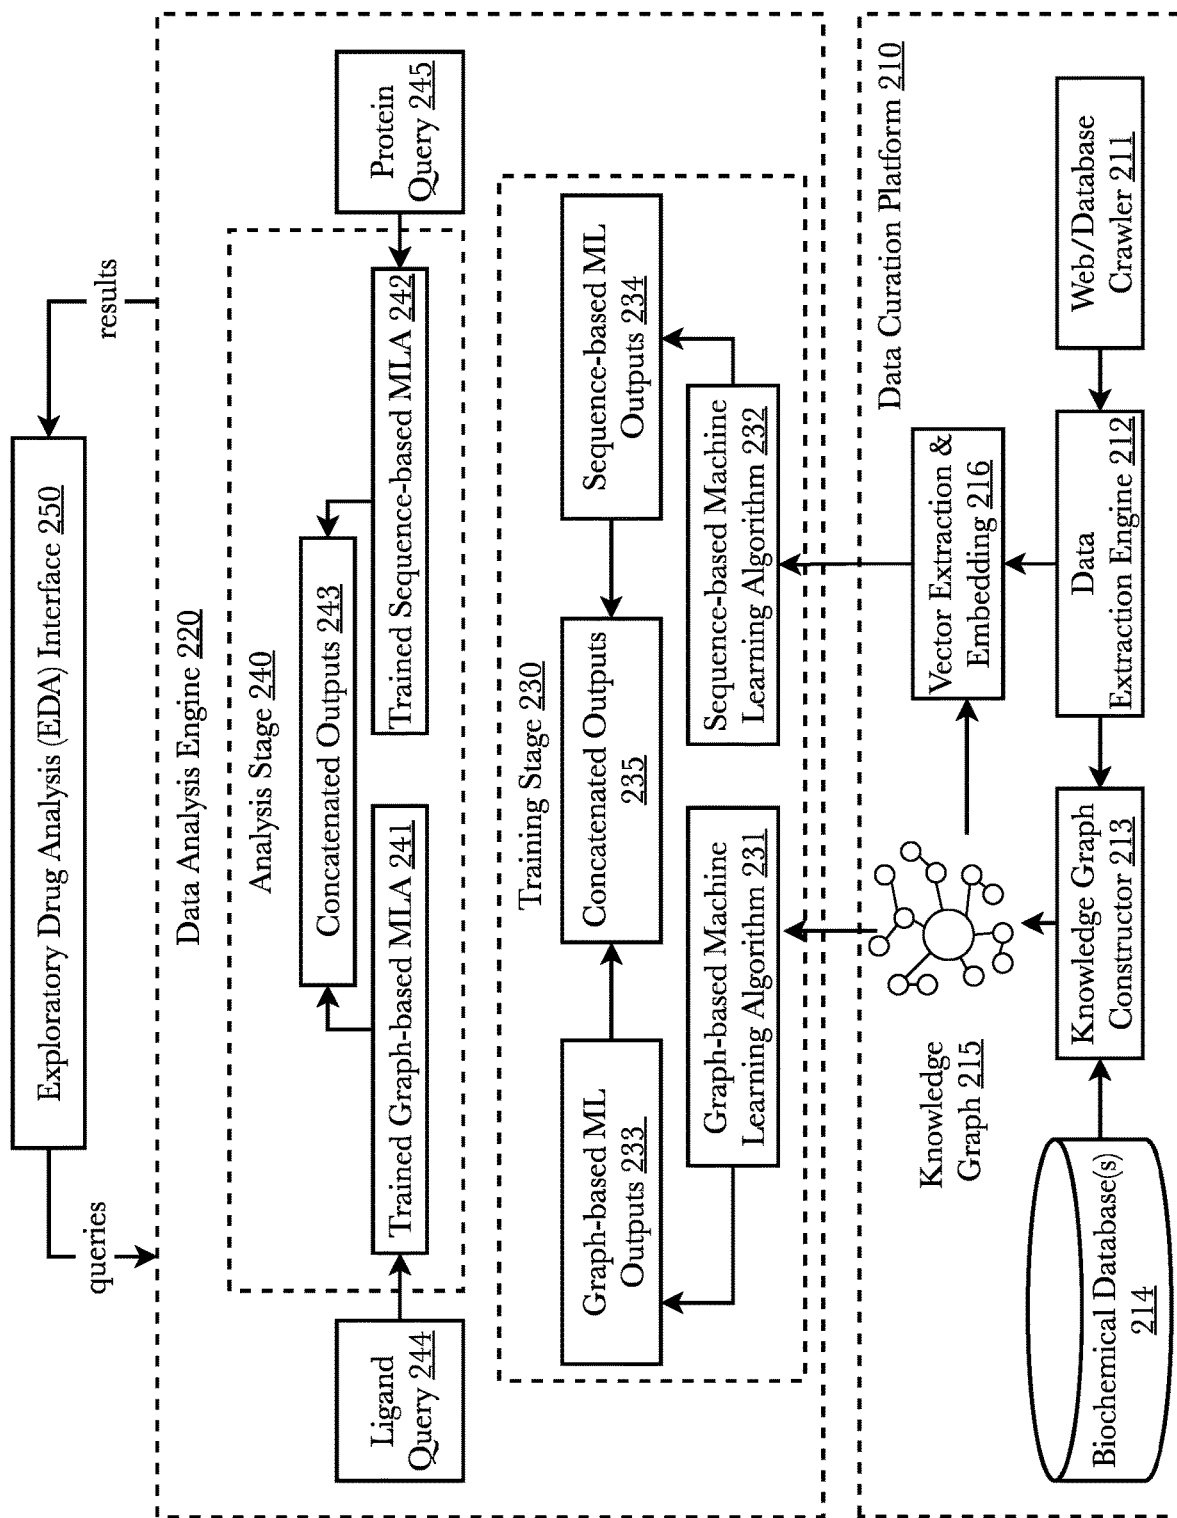 Exploratory Drug Analysis (EDA) Interface 250
queries
results
Data Analysis Engine 220
Analysis Stage 240
Concatenated Outputs 243
Ligand
Query 244
Trained Graph-based MLA 241
Trained Sequence-based MLA 242
Protein
Query 245
Training Stage 230
Graph-based ML
Outputs 233
Concatenated Outputs
235
Sequence-based ML
Outputs 234
Graph-based Machine
Learning Algorithm 231
Sequence-based Machine
Learning Algorithm 232
Data Curation Platform 210
Knowledge
Graph 215
Vector Extraction &
Embedding 216
Biochemical Database(s)
214
Knowledge Graph
Constructor 213
Data
Extraction Engine 212
Web/Database
Crawler 211